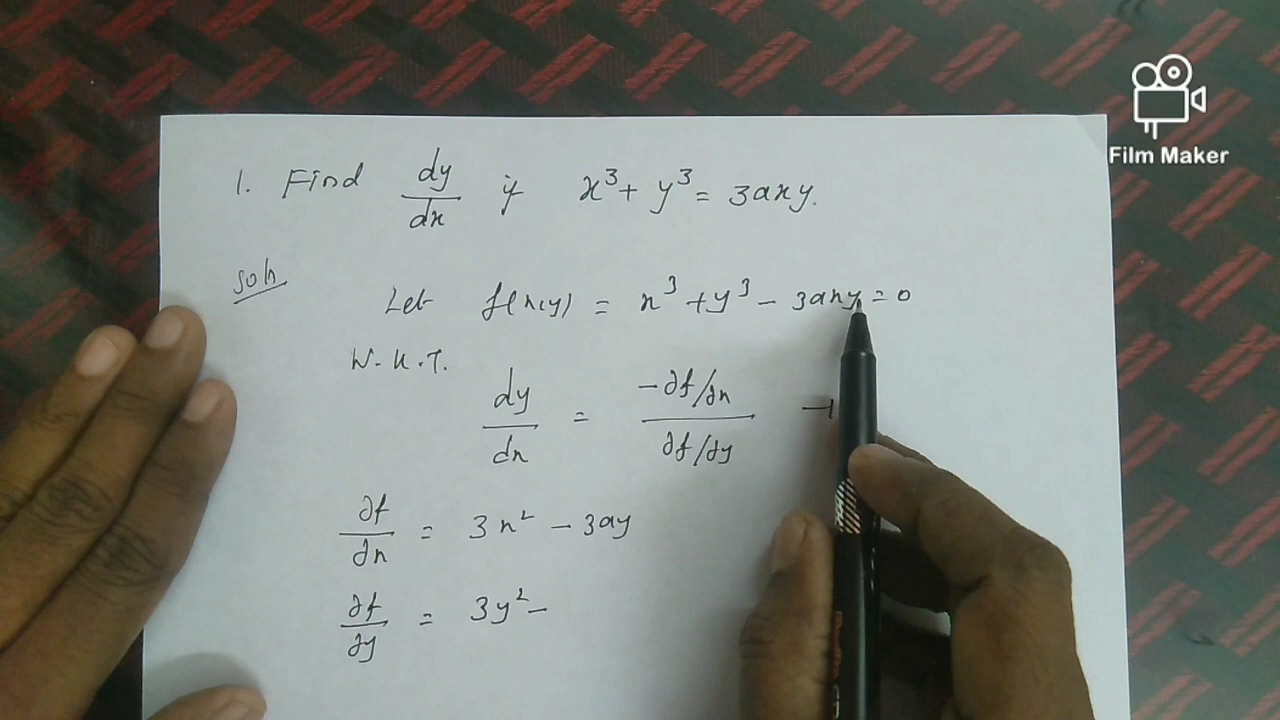 1. Find dy/dx if x³ + y³ = 3axy.
Soln
Let f(x,y) = x³ + y³ - 3axy = 0
W.K.T.
dy/dx = -∂f/∂x / ∂f/∂y
∂f/∂x = 3x² - 3ay
∂f/∂y = 3y² -
Film Maker